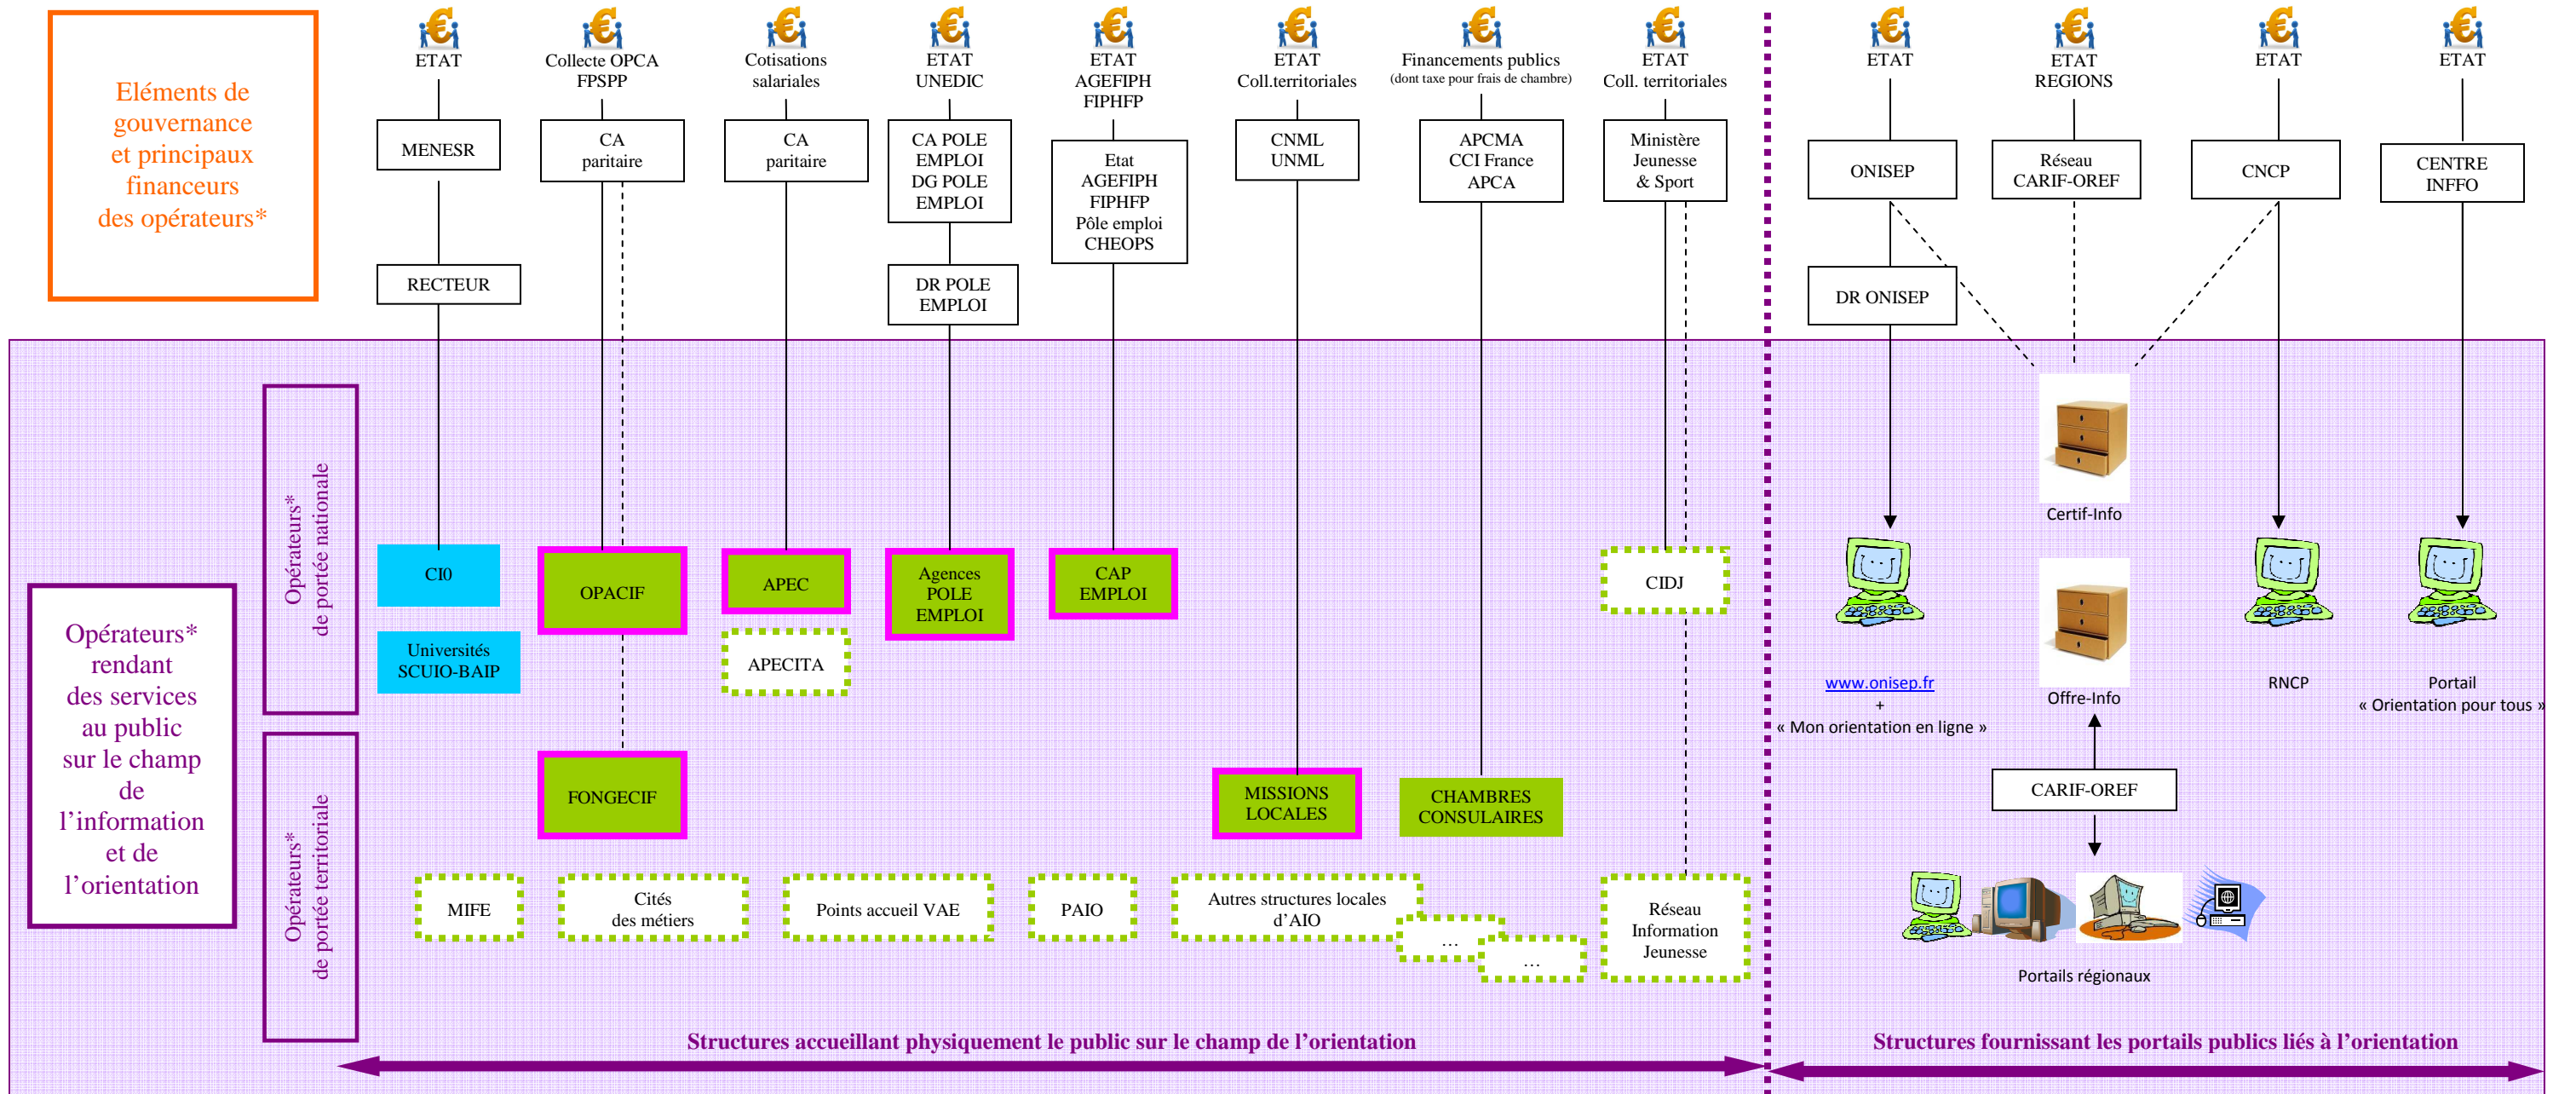 Eléments de
gouvernance
et principaux
financeurs
des opérateurs*
ETAT
MENESR
RECTEUR
Collecte OPCA
FPSPP
CA
paritaire
Cotisations
salariales
CA
paritaire
ETAT
UNEDIC
CA POLE
EMPLOI
DG POLE
EMPLOI
DR POLE
EMPLOI
ETAT
AGEFIPH
FIPHFP
Etat
AGEFIPH
FIPHFP
Pôle emploi
CHEOPS
ETAT
Coll.territoriales
CNML
UNML
Financements publics
(dont taxe pour frais de chambre)
APCMA
CCI France
APCA
ETAT
Coll. territoriales
Ministère
Jeunesse
& Sport
ETAT
ONISEP
DR ONISEP
ETAT
REGIONS
Réseau
CARIF-OREF
ETAT
CNCP
ETAT
CENTRE
INFFO
Opérateurs*
rendant
des services
au public
sur le champ
de
l’information
et de
l’orientation
Opérateurs*
de portée nationale
CI0
Universités
SCUIO-BAIP
OPACIF
APEC
APECITA
Agences
POLE
EMPLOI
CAP
EMPLOI
CIDJ
Certif-Info
Offre-Info
www.onisep.fr
+
« Mon orientation en ligne »
RNCP
Portail
« Orientation pour tous »
Opérateurs*
de portée territoriale
FONGECIF
MISSIONS
LOCALES
CHAMBRES
CONSULAIRES
CARIF-OREF
MIFE
Cités
des métiers
Points accueil VAE
PAIO
Autres structures locales
d’AIO
…
…
Réseau
Information
Jeunesse
Portails régionaux
Structures accueillant physiquement le public sur le champ de l’orientation
Structures fournissant les portails publics liés à l’orientation